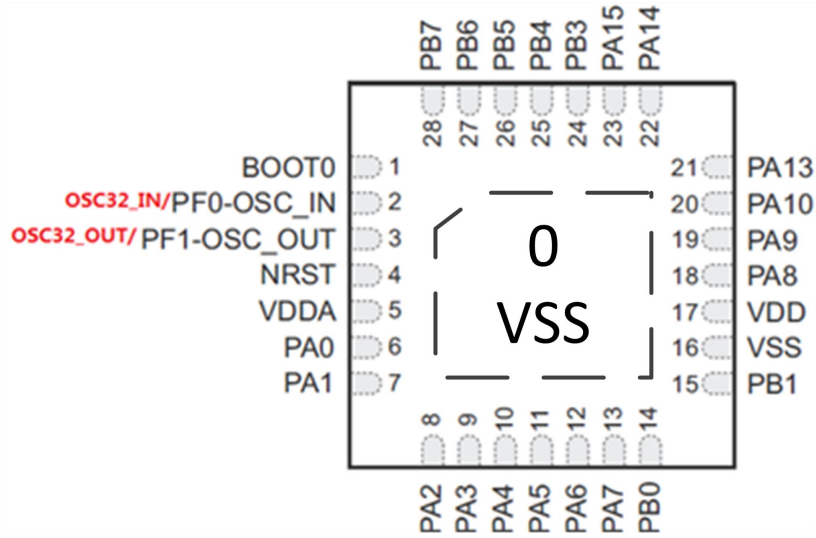 PB7 PB6 PB5 PB4 PB3 PA15 PA14
28 27 26 25 24 23 22
BOOT0 1 21 PA13
OSC32_IN/PF0-OSC_IN 2 20 PA10
OSC32_OUT/ PF1-OSC_OUT 3 19 PA9
NRST 4 18 PA8
VDDA 5 17 VDD
PA0 6 16 VSS
PA1 7 15 PB1
0
VSS
8 9 10 11 12 13 14
PA2 PA3 PA4 PA5 PA6 PA7 PB0